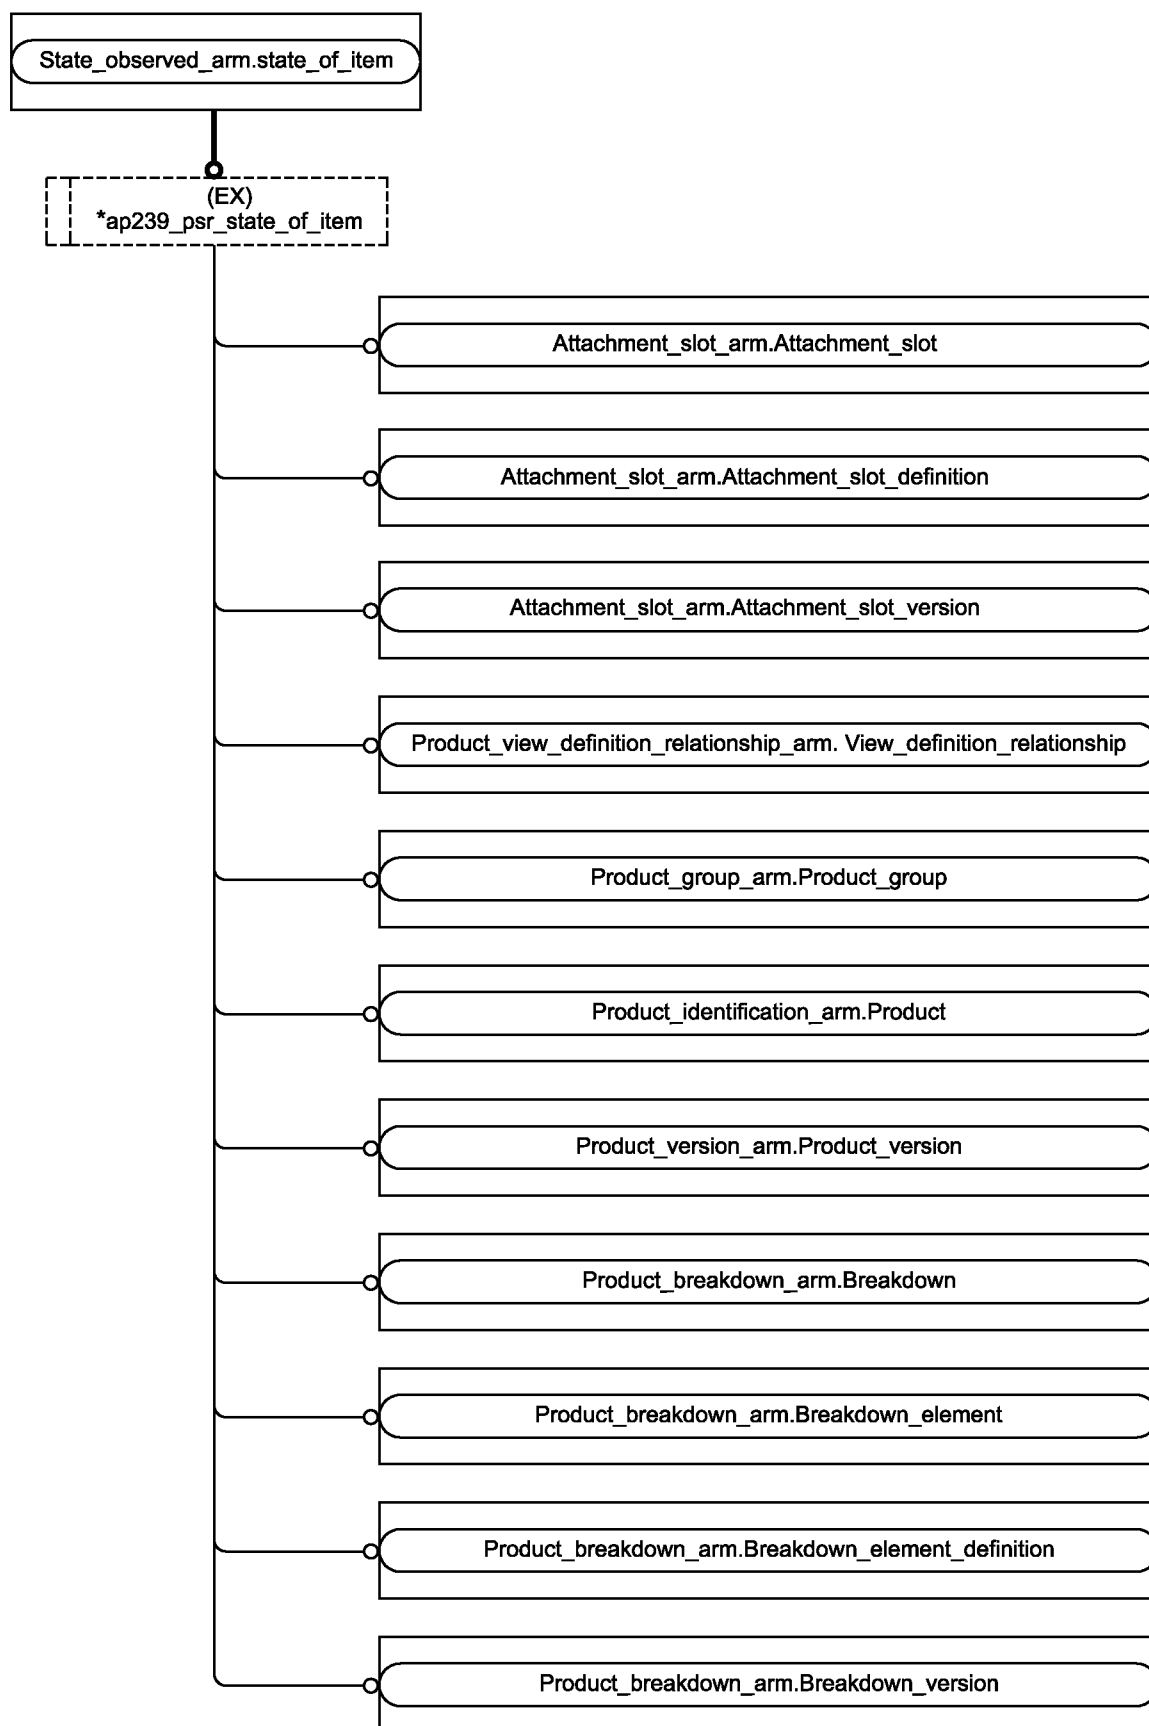 State_observed_arm.state_of_item
(EX)
*ap239_psr_state_of_item
Attachment_slot_arm.Attachment_slot
Attachment_slot_arm.Attachment_slot_definition
Attachment_slot_arm.Attachment_slot_version
Product_view_definition_relationship_arm. View_definition_relationship
Product_group_arm.Product_group
Product_identification_arm.Product
Product_version_arm.Product_version
Product_breakdown_arm.Breakdown
Product_breakdown_arm.Breakdown_element
Product_breakdown_arm.Breakdown_element_definition
Product_breakdown_arm.Breakdown_version